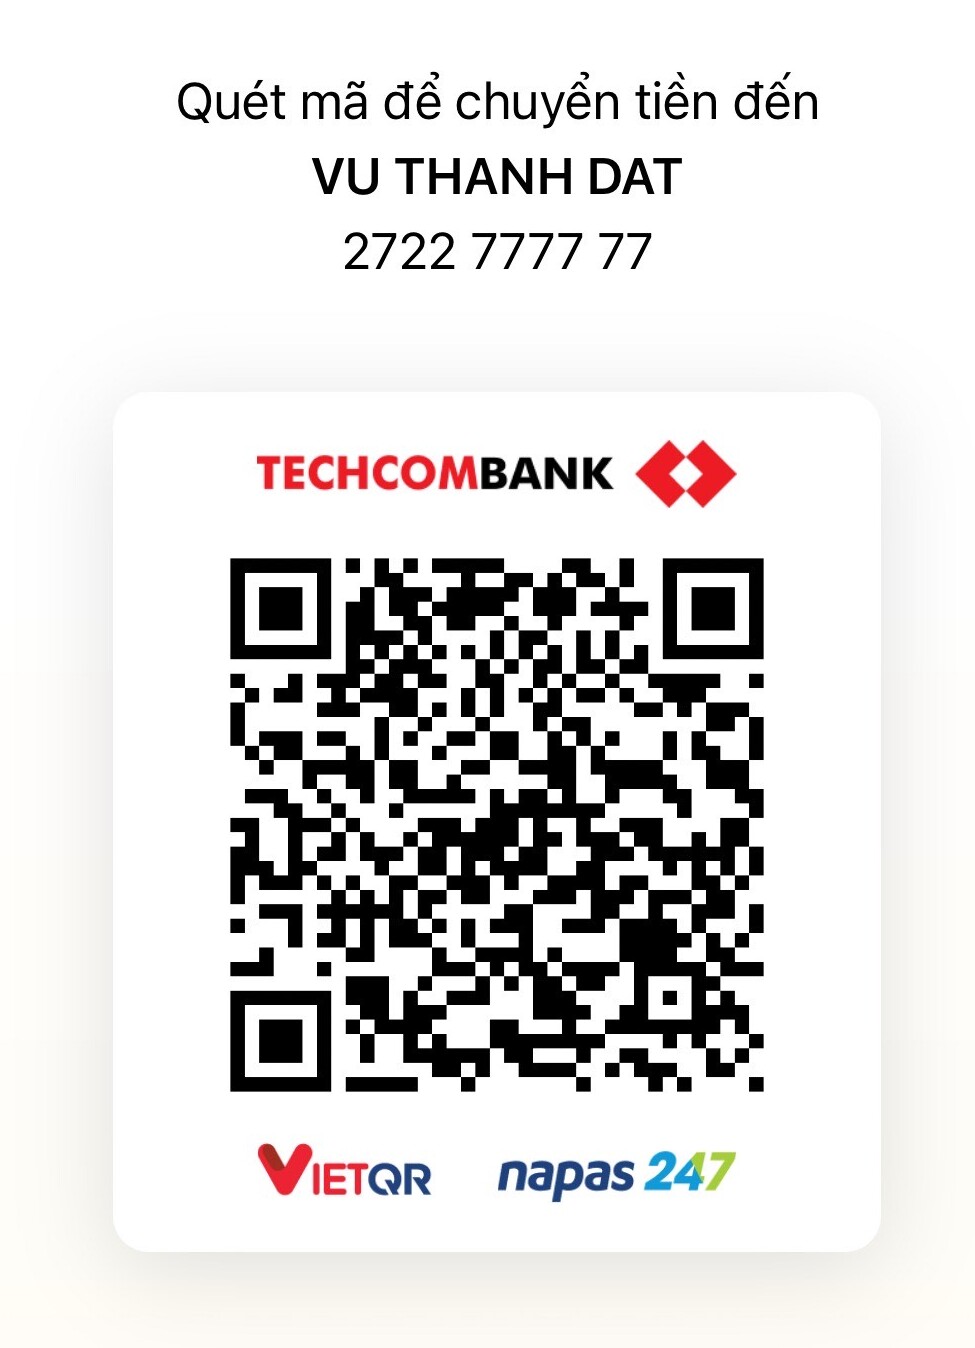 Quét mã để chuyển tiền đến
VU THANH DAT
2722 7777 77
TECHCOMBANK
VIETQR
napas 247